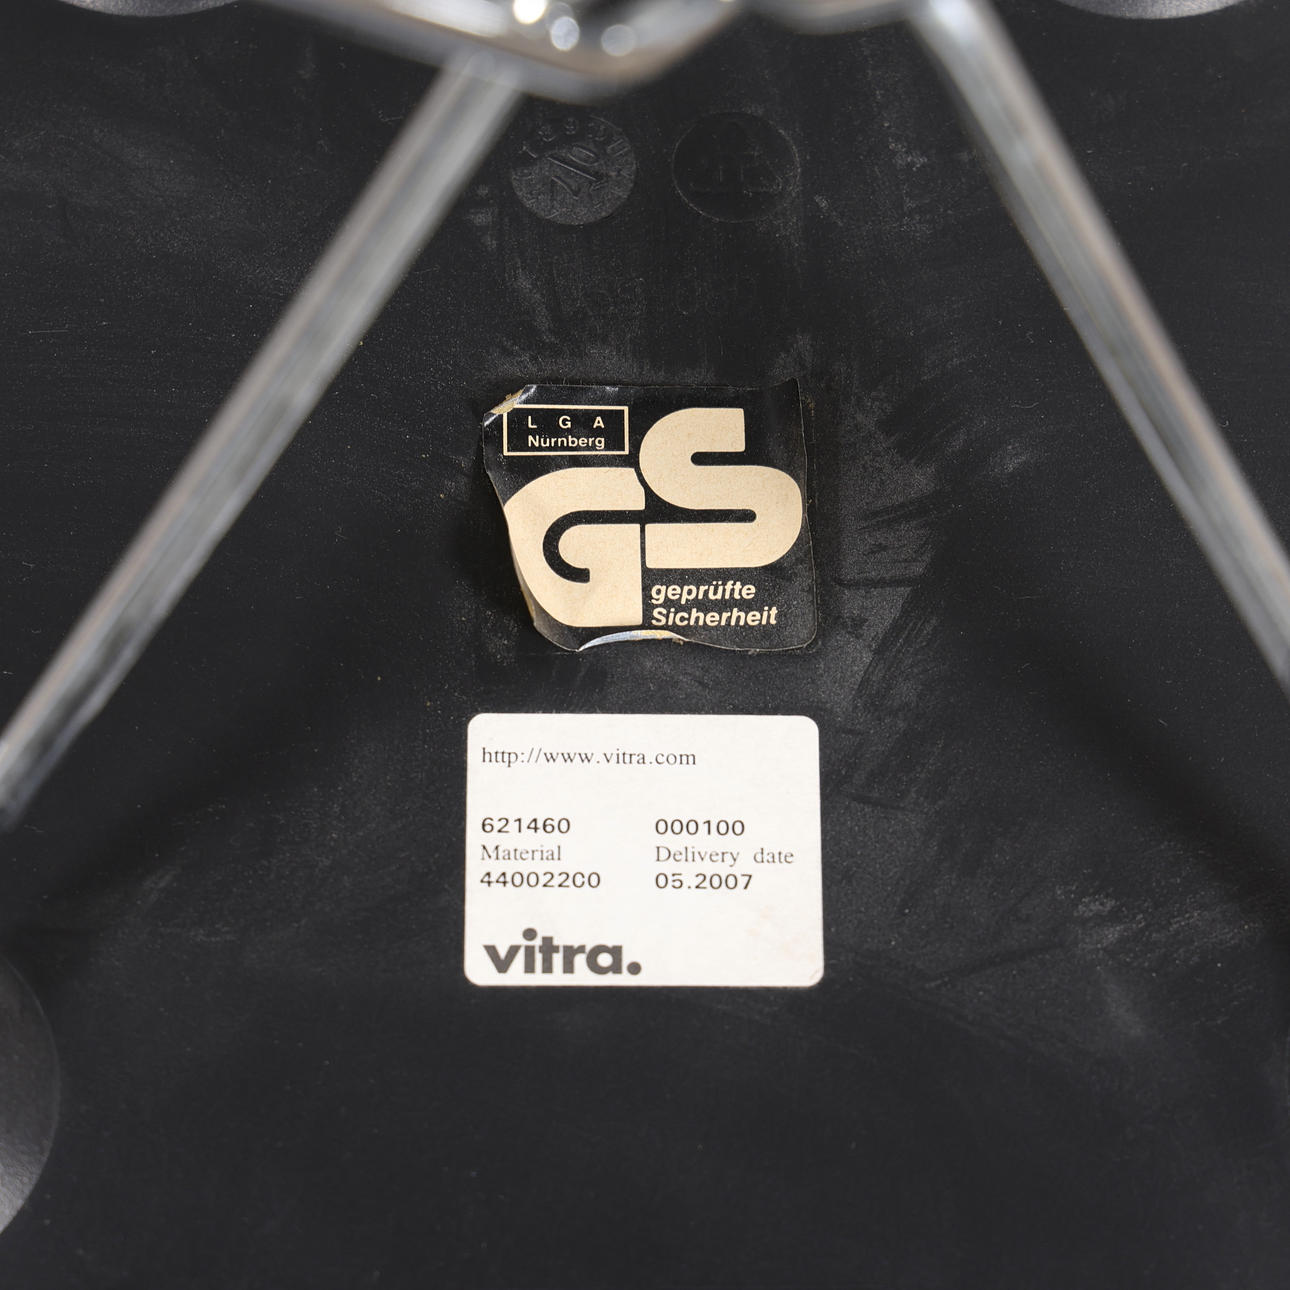 L G A
Nürnberg
GS
geprüfte
Sicherheit
http://www.vitra.com
621460 000100
Material Delivery date
44002200 05.2007
vitra.